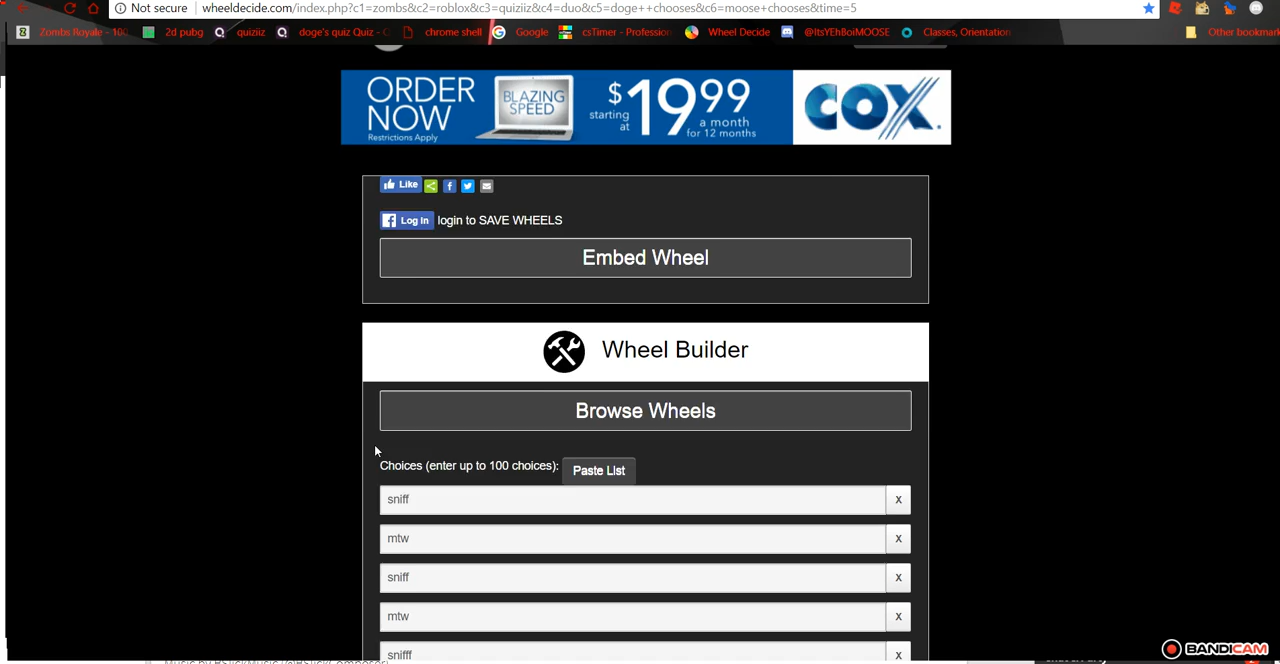 Not secure wheeldecide.com/index.php?c1=zombs&c2=roblox&c3=quiziiz&c4=duo&c5=doge++chooses&c6=moose+chooses&time=5
Zombs Royale - 100 2d pubg quiziiz doge's quiz Quiz - Q chrome shell Google csTimer - Profession Wheel Decide @ItsYEhBoiMOOSE Classes, Orientation Other bookmark
ORDER NOW
Restrictions Apply
BLAZING SPEED
starting at $1999 a month for 12 months
COX
Like
f Log In login to SAVE WHEELS
Embed Wheel
Wheel Builder
Browse Wheels
Choices (enter up to 100 choices): Paste List
sniff X
mtw X
sniff X
mtw X
snifff X
BANDICAM